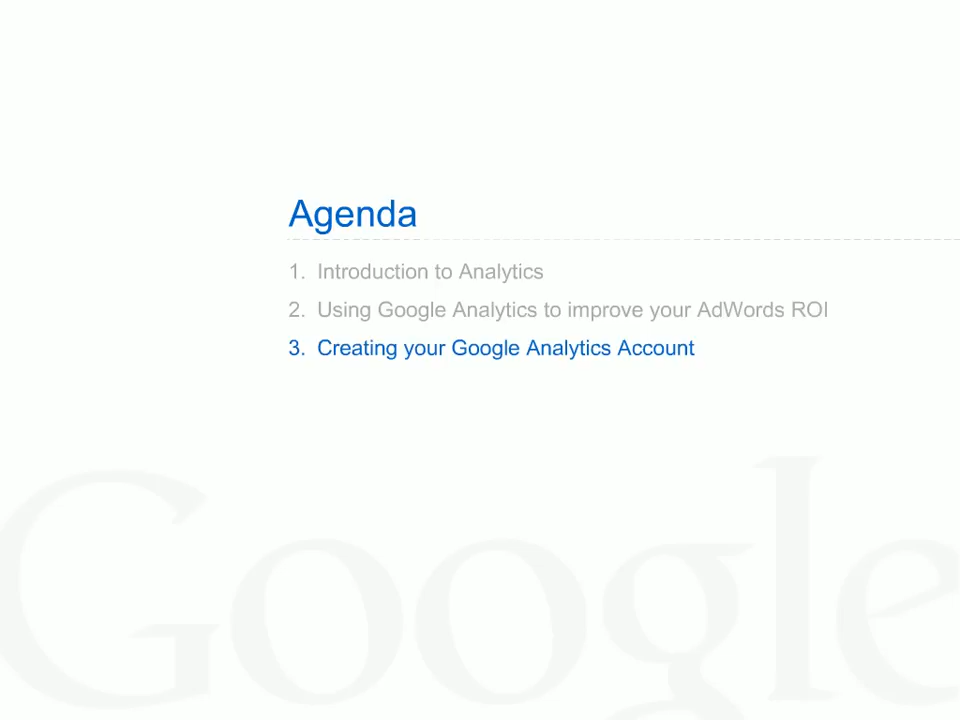 Agenda
1. Introduction to Analytics
2. Using Google Analytics to improve your AdWords ROI
3. Creating your Google Analytics Account
Google